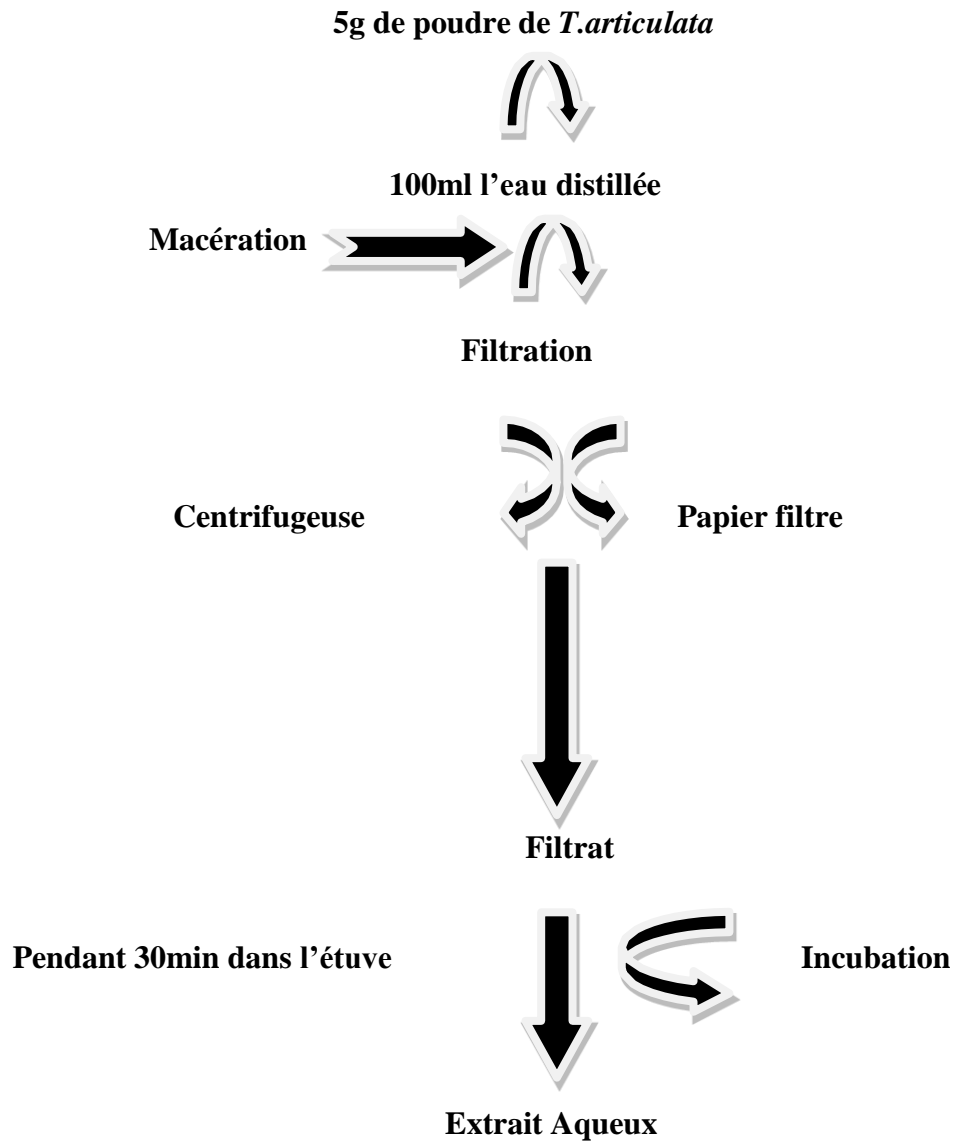 5g de poudre de T.articulata
100ml l’eau distillée
Macération
Filtration
Centrifugeuse
Papier filtre
Filtrat
Pendant 30min dans l’étuve
Incubation
Extrait Aqueux